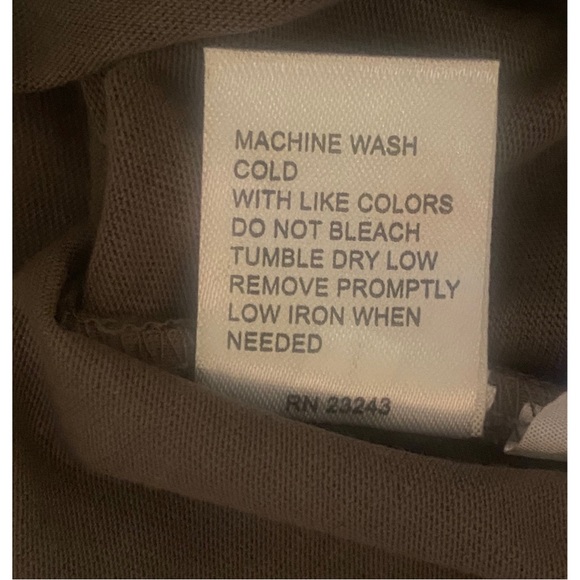 MACHINE WASH
COLD
WITH LIKE COLORS
DO NOT BLEACH
TUMBLE DRY LOW
REMOVE PROMPTLY
LOW IRON WHEN
NEEDED
RN 23243